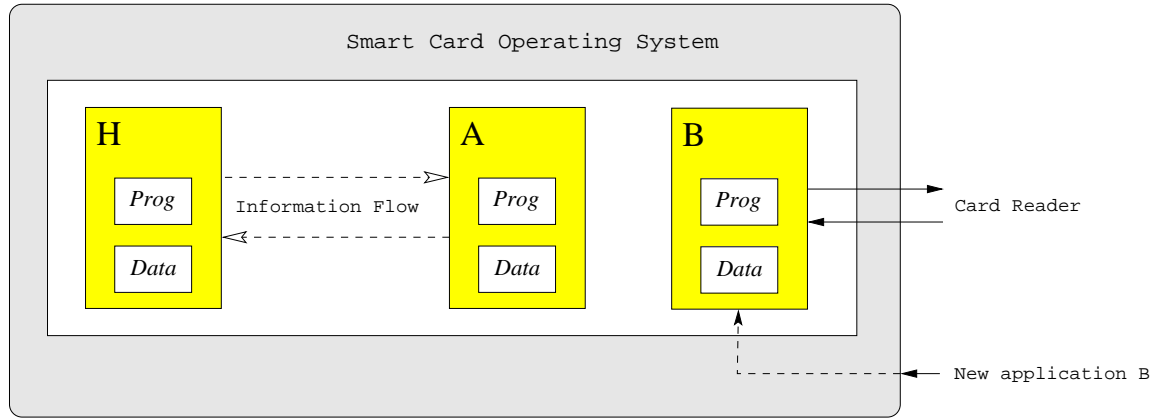 Smart Card Operating System
H
A
B
Prog
Prog
Prog
Information Flow
Card Reader
Data
Data
Data
New application B